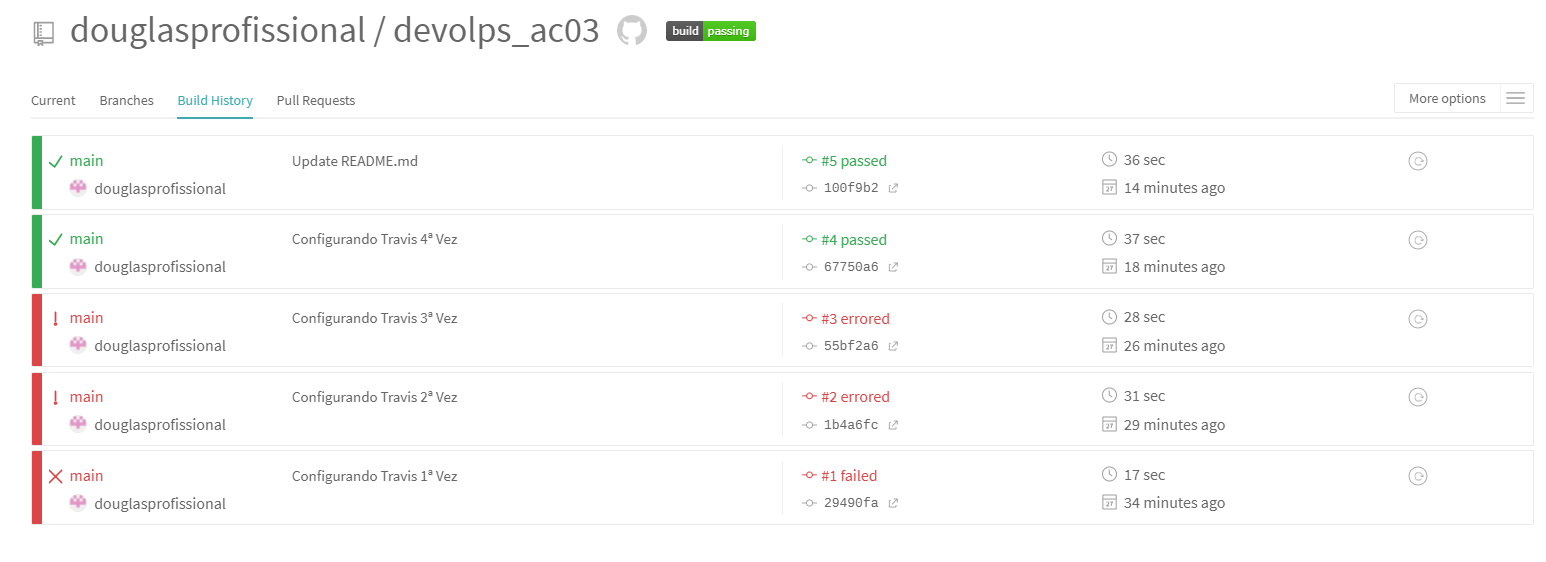 douglasprofissional / devolps_ac03 build passing
Current Branches Build History Pull Requests More options
main Update README.md #5 passed 36 sec
douglasprofissional 100f9b2 14 minutes ago
main Configurando Travis 4ª Vez #4 passed 37 sec
douglasprofissional 67750a6 18 minutes ago
main Configurando Travis 3ª Vez #3 errored 28 sec
douglasprofissional 55bf2a6 26 minutes ago
main Configurando Travis 2ª Vez #2 errored 31 sec
douglasprofissional 1b4a6fc 29 minutes ago
main Configurando Travis 1ª Vez #1 failed 17 sec
douglasprofissional 29490fa 34 minutes ago